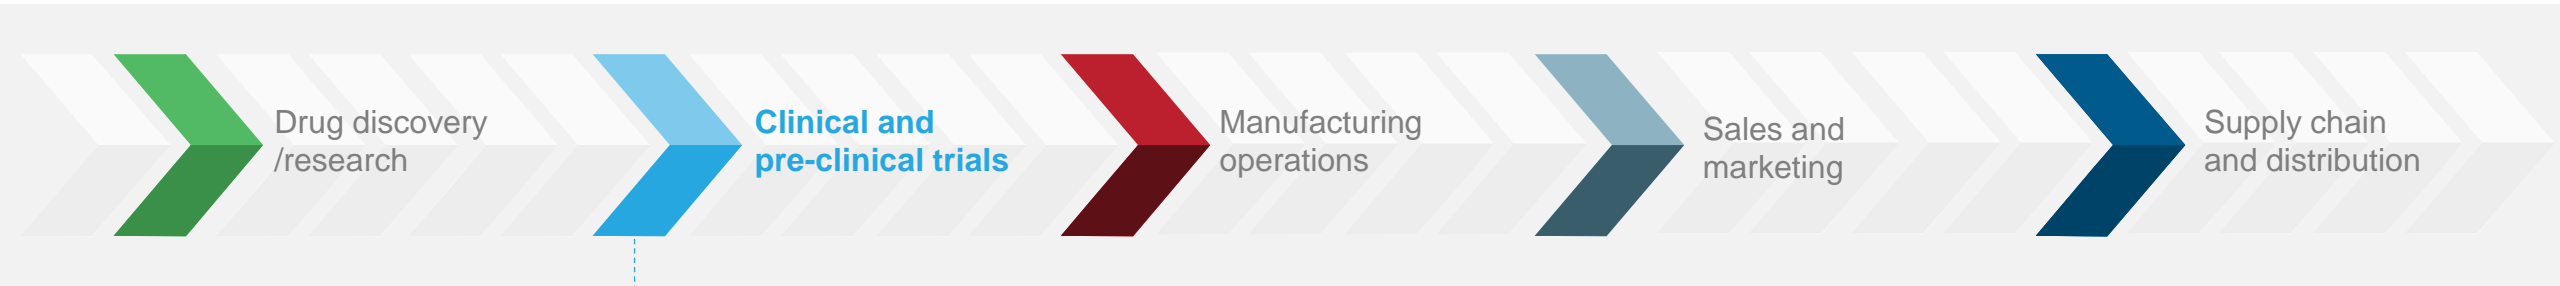 Drug discovery
/research
Clinical and
pre-clinical trials
Manufacturing
operations
Sales and
marketing
Supply chain
and distribution